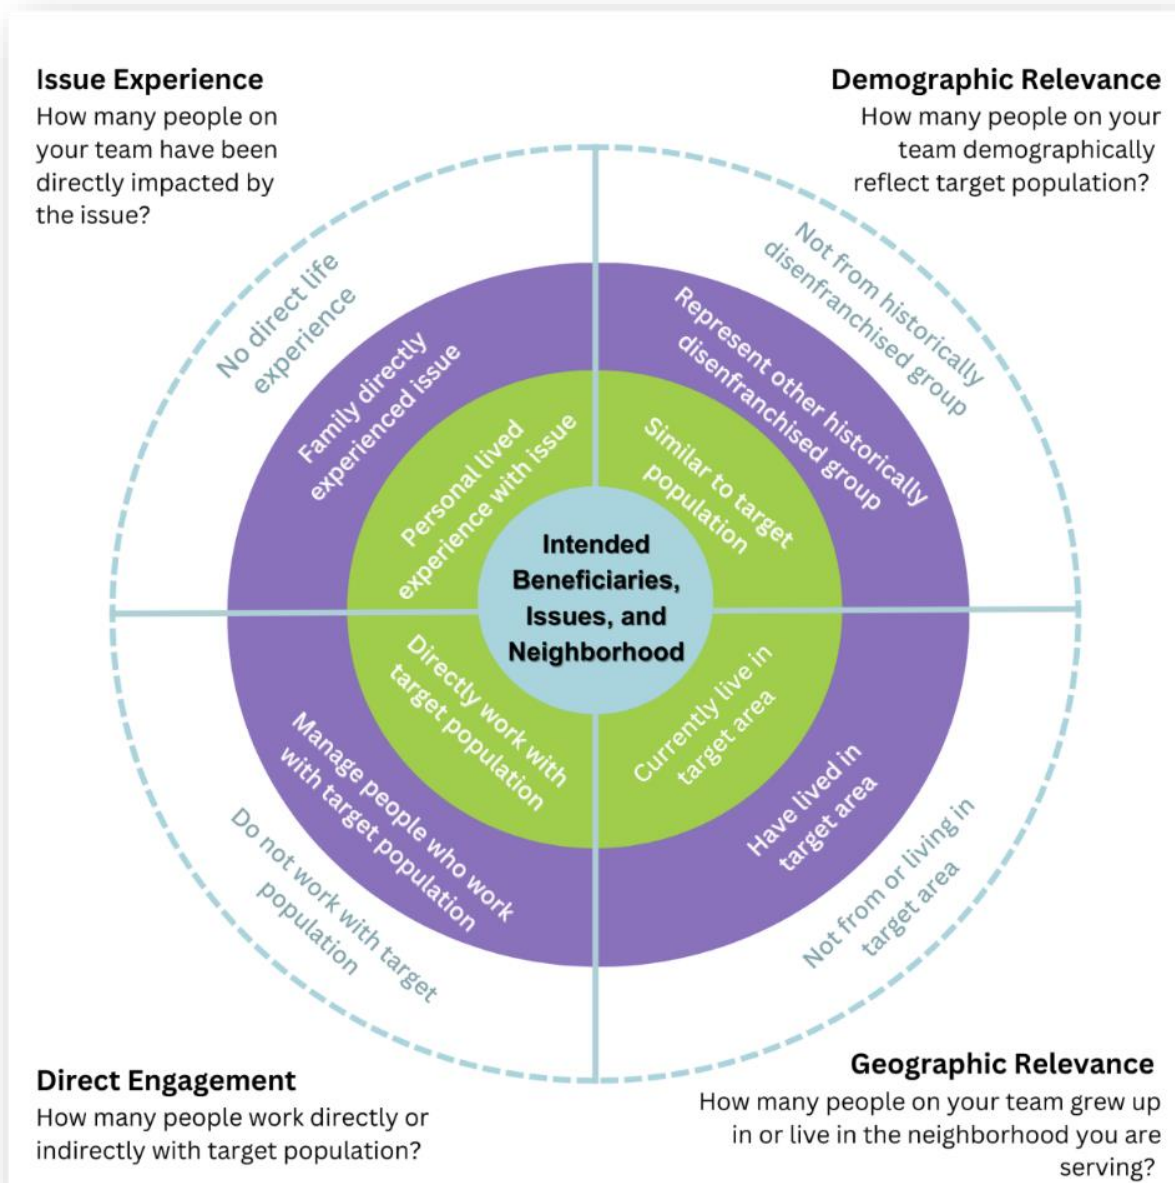 Issue Experience
How many people on
your team have been
directly impacted by
the issue?
Demographic Relevance
How many people on your
team demographically
reflect target population?
No direct life
experience
Family directly
experienced issue
Personal lived
experience with issue
Not from historically
disenfranchised group
Represent other historically
disenfranchised group
Similar to target
population
Intended
Beneficiaries,
Issues, and
Neighborhood
Directly work with
target population
Manage people who work
with target population
Do not work with target
population
Currently live in
target area
Have lived in
target area
Not from or living in
target area
Direct Engagement
How many people work directly or
indirectly with target population?
Geographic Relevance
How many people on your team grew up
in or live in the neighborhood you are
serving?